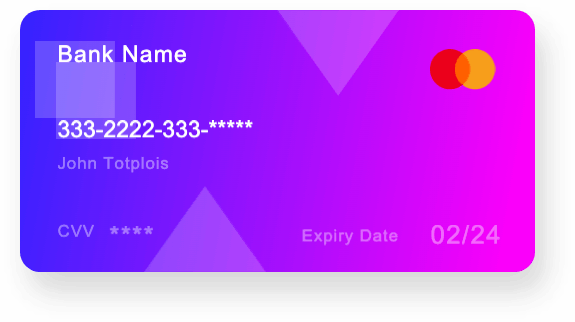 Bank Name
333-2222-333-*****
John Totplois
CVV ****
Expiry Date 02/24